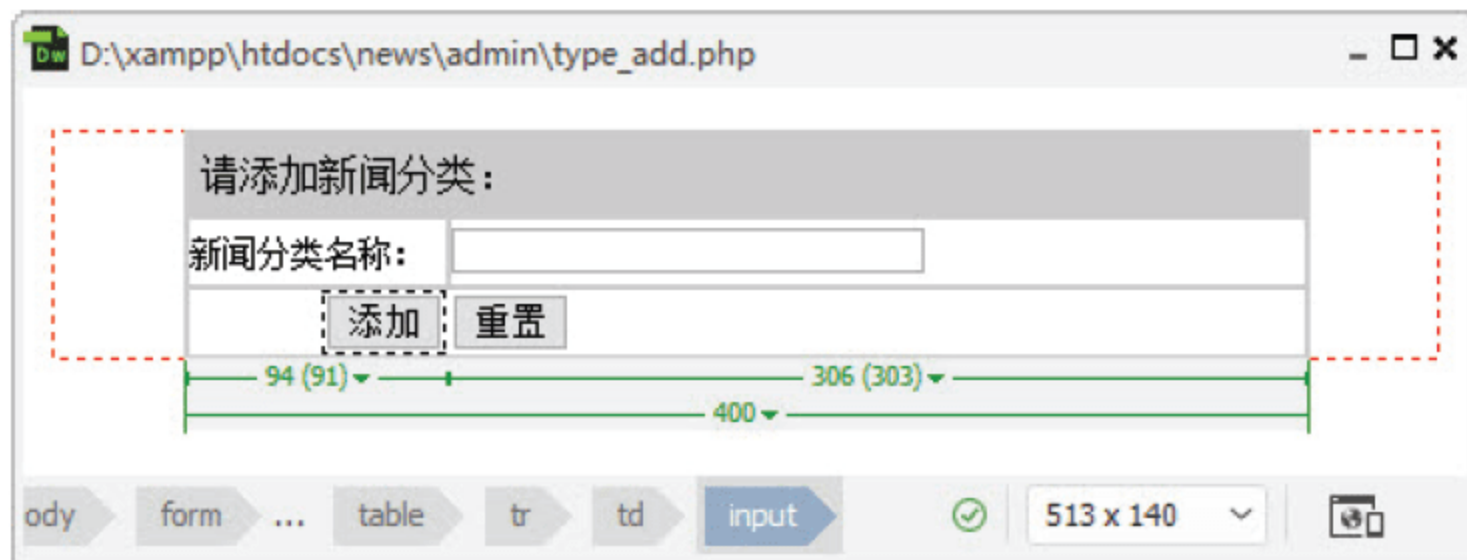 Dw D:\xampp\htdocs\news\admin\type_add.php
请添加新闻分类：
新闻分类名称：
添加 重置
94 (91) 306 (303)
400
ody form ... table tr td input 513 x 140